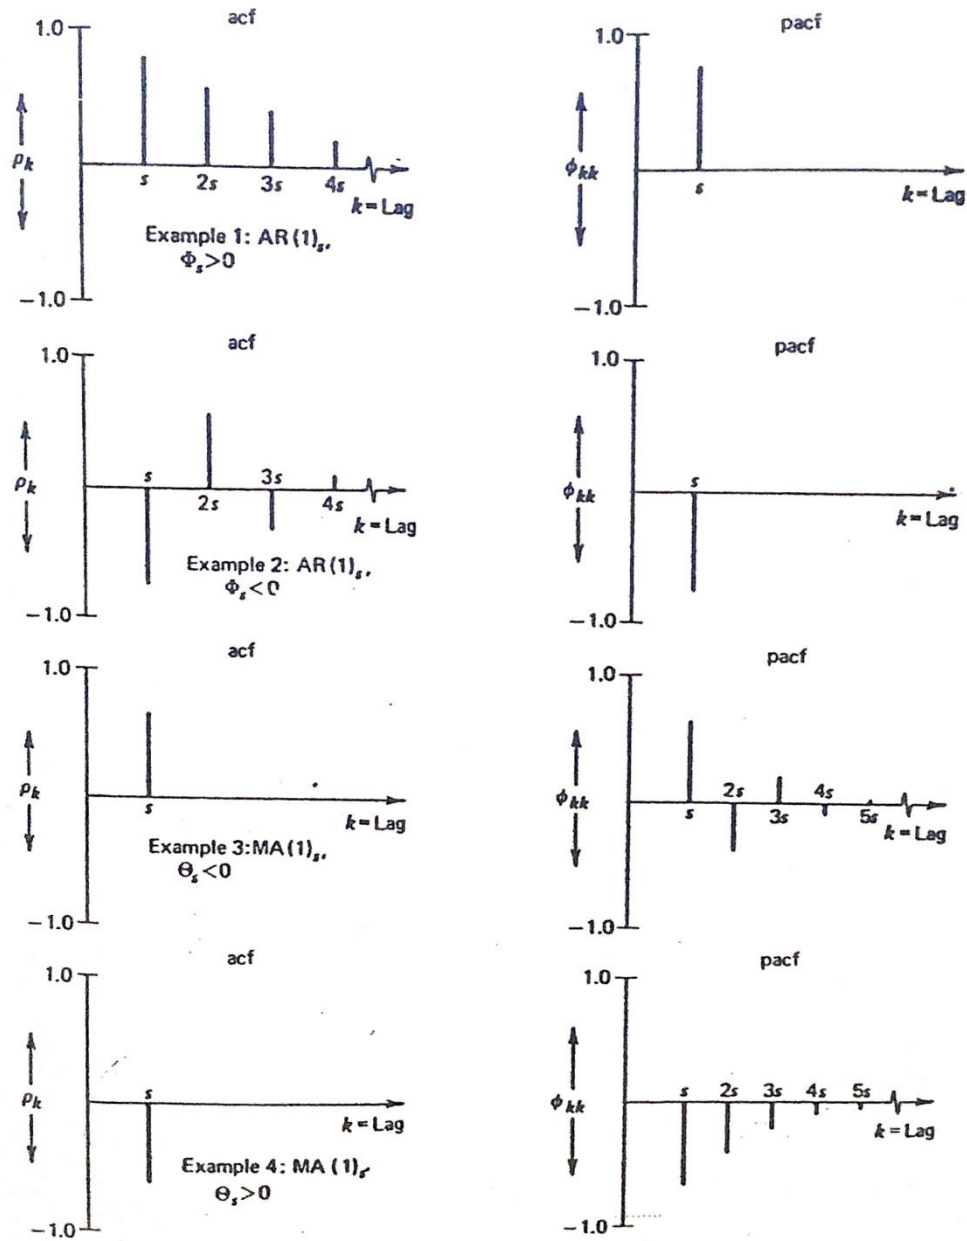 acf
1.0
ρk
s 2s 3s 4s
k = Lag
Example 1: AR(1)s,
Φs>0
−1.0
pacf
1.0
ϕkk
s
k = Lag
−1.0
acf
1.0
s 3s
ρk
2s 4s
k = Lag
Example 2: AR(1)s,
Φs<0
−1.0
pacf
1.0
s
ϕkk
k = Lag
−1.0
acf
1.0
ρk
s
k = Lag
Example 3:MA(1)s,
Θs<0
−1.0
pacf
1.0
2s 4s
ϕkk
s 3s 5s
k = Lag
−1.0
acf
1.0
s
ρk
k = Lag
Example 4: MA (1)s,
Θs>0
−1.0
pacf
1.0
s 2s 3s 4s 5s
ϕkk
k = Lag
−1.0